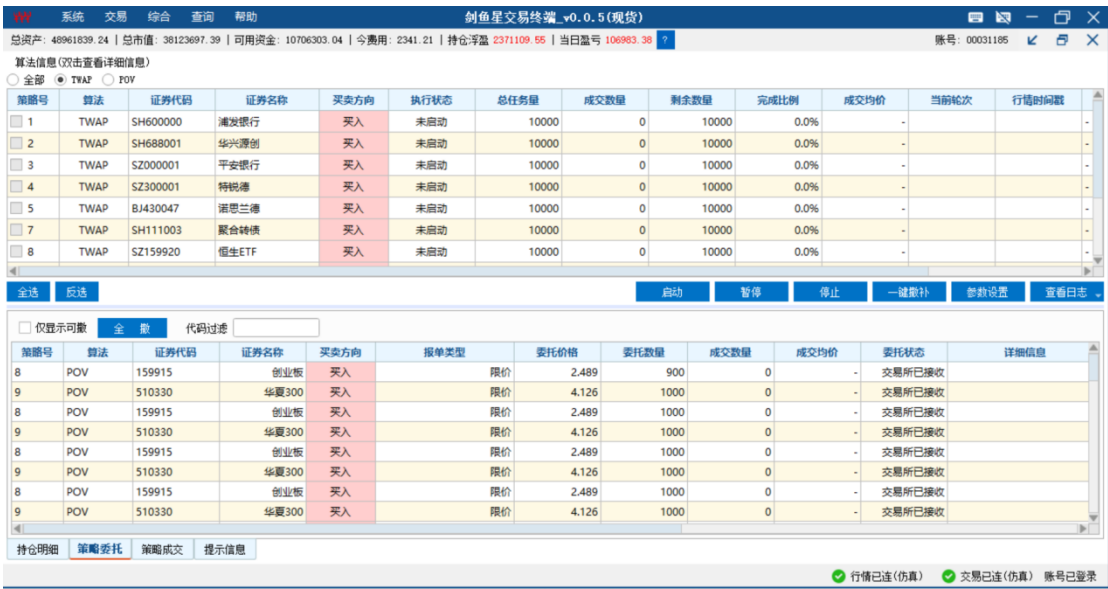 系统 交易 综合 查询 帮助 剑鱼星交易终端_v0.0.5(现货)
总资产: 48961839.24 | 总市值: 38123697.39 | 可用资金: 10706303.04 | 今费用: 2341.21 | 持仓浮盈 2371109.55 | 当日盈亏 106983.38 ? 账号: 00031185
算法信息(双击查看详细信息)
全部 TWAP POV
策略号 算法 证券代码 证券名称 买卖方向 执行状态 总任务量 成交数量 剩余数量 完成比例 成交均价 当前轮次 行情时间戳
1 TWAP SH600000 浦发银行 买入 未启动 10000 0 10000 0.0% - -
2 TWAP SH688001 华兴源创 买入 未启动 10000 0 10000 0.0% - -
3 TWAP SZ000001 平安银行 买入 未启动 10000 0 10000 0.0% - -
4 TWAP SZ300001 特锐德 买入 未启动 10000 0 10000 0.0% - -
5 TWAP BJ430047 诺思兰德 买入 未启动 10000 0 10000 0.0% - -
7 TWAP SH111003 聚合转债 买入 未启动 10000 0 10000 0.0% - -
8 TWAP SZ159920 恒生ETF 买入 未启动 10000 0 10000 0.0% - -
全选 反选 启动 暂停 停止 一键撤补 参数设置 查看日志
仅显示可撤 全 撤 代码过滤
策略号 算法 证券代码 证券名称 买卖方向 报单类型 委托价格 委托数量 成交数量 成交均价 委托状态 详细信息
8 POV 159915 创业板 买入 限价 2.489 900 0 - 交易所已接收
9 POV 510330 华夏300 买入 限价 4.126 1000 0 - 交易所已接收
8 POV 159915 创业板 买入 限价 2.489 1000 0 - 交易所已接收
9 POV 510330 华夏300 买入 限价 4.126 1000 0 - 交易所已接收
8 POV 159915 创业板 买入 限价 2.489 1000 0 - 交易所已接收
9 POV 510330 华夏300 买入 限价 4.126 1000 0 - 交易所已接收
8 POV 159915 创业板 买入 限价 2.489 1000 0 - 交易所已接收
9 POV 510330 华夏300 买入 限价 4.126 1000 0 - 交易所已接收
持仓明细 策略委托 策略成交 提示信息
行情已连(仿真) 交易已连(仿真) 账号已登录